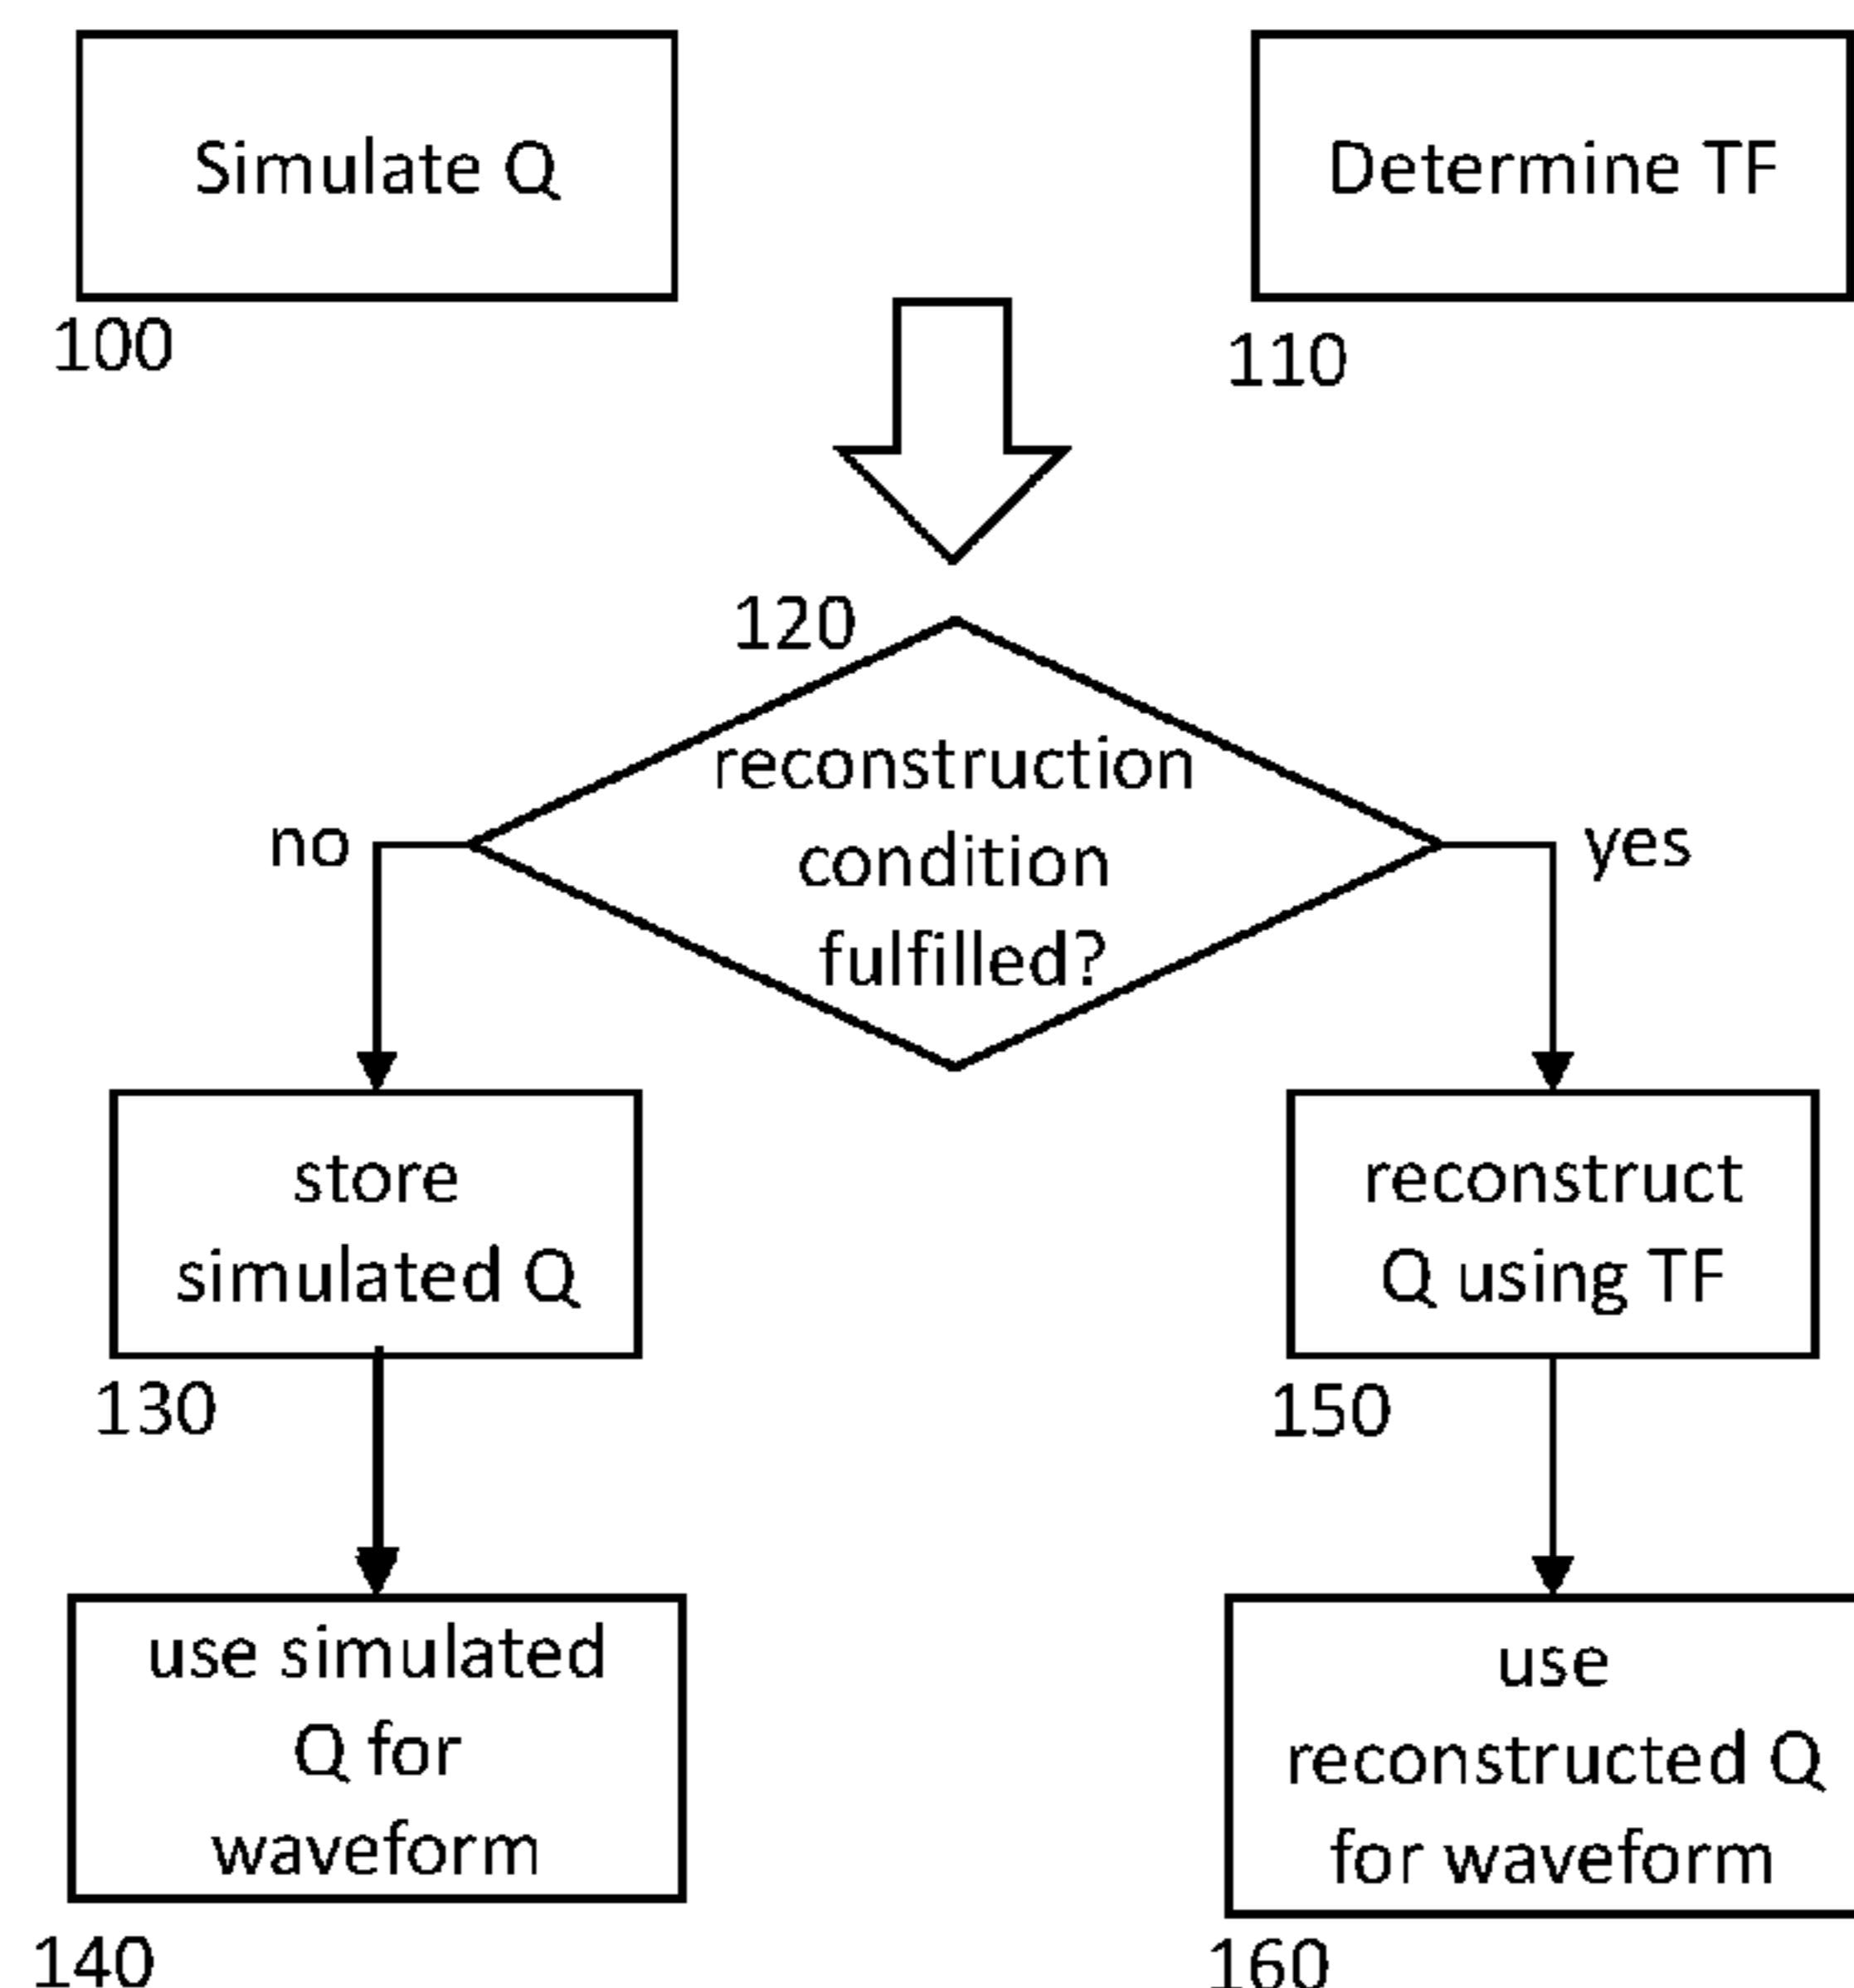 Simulate Q
100
Determine TF
110
120
reconstruction
condition
fulfilled?
no
yes
store
simulated Q
130
reconstruct
Q using TF
150
use simulated
Q for
waveform
140
use
reconstructed Q
for waveform
160